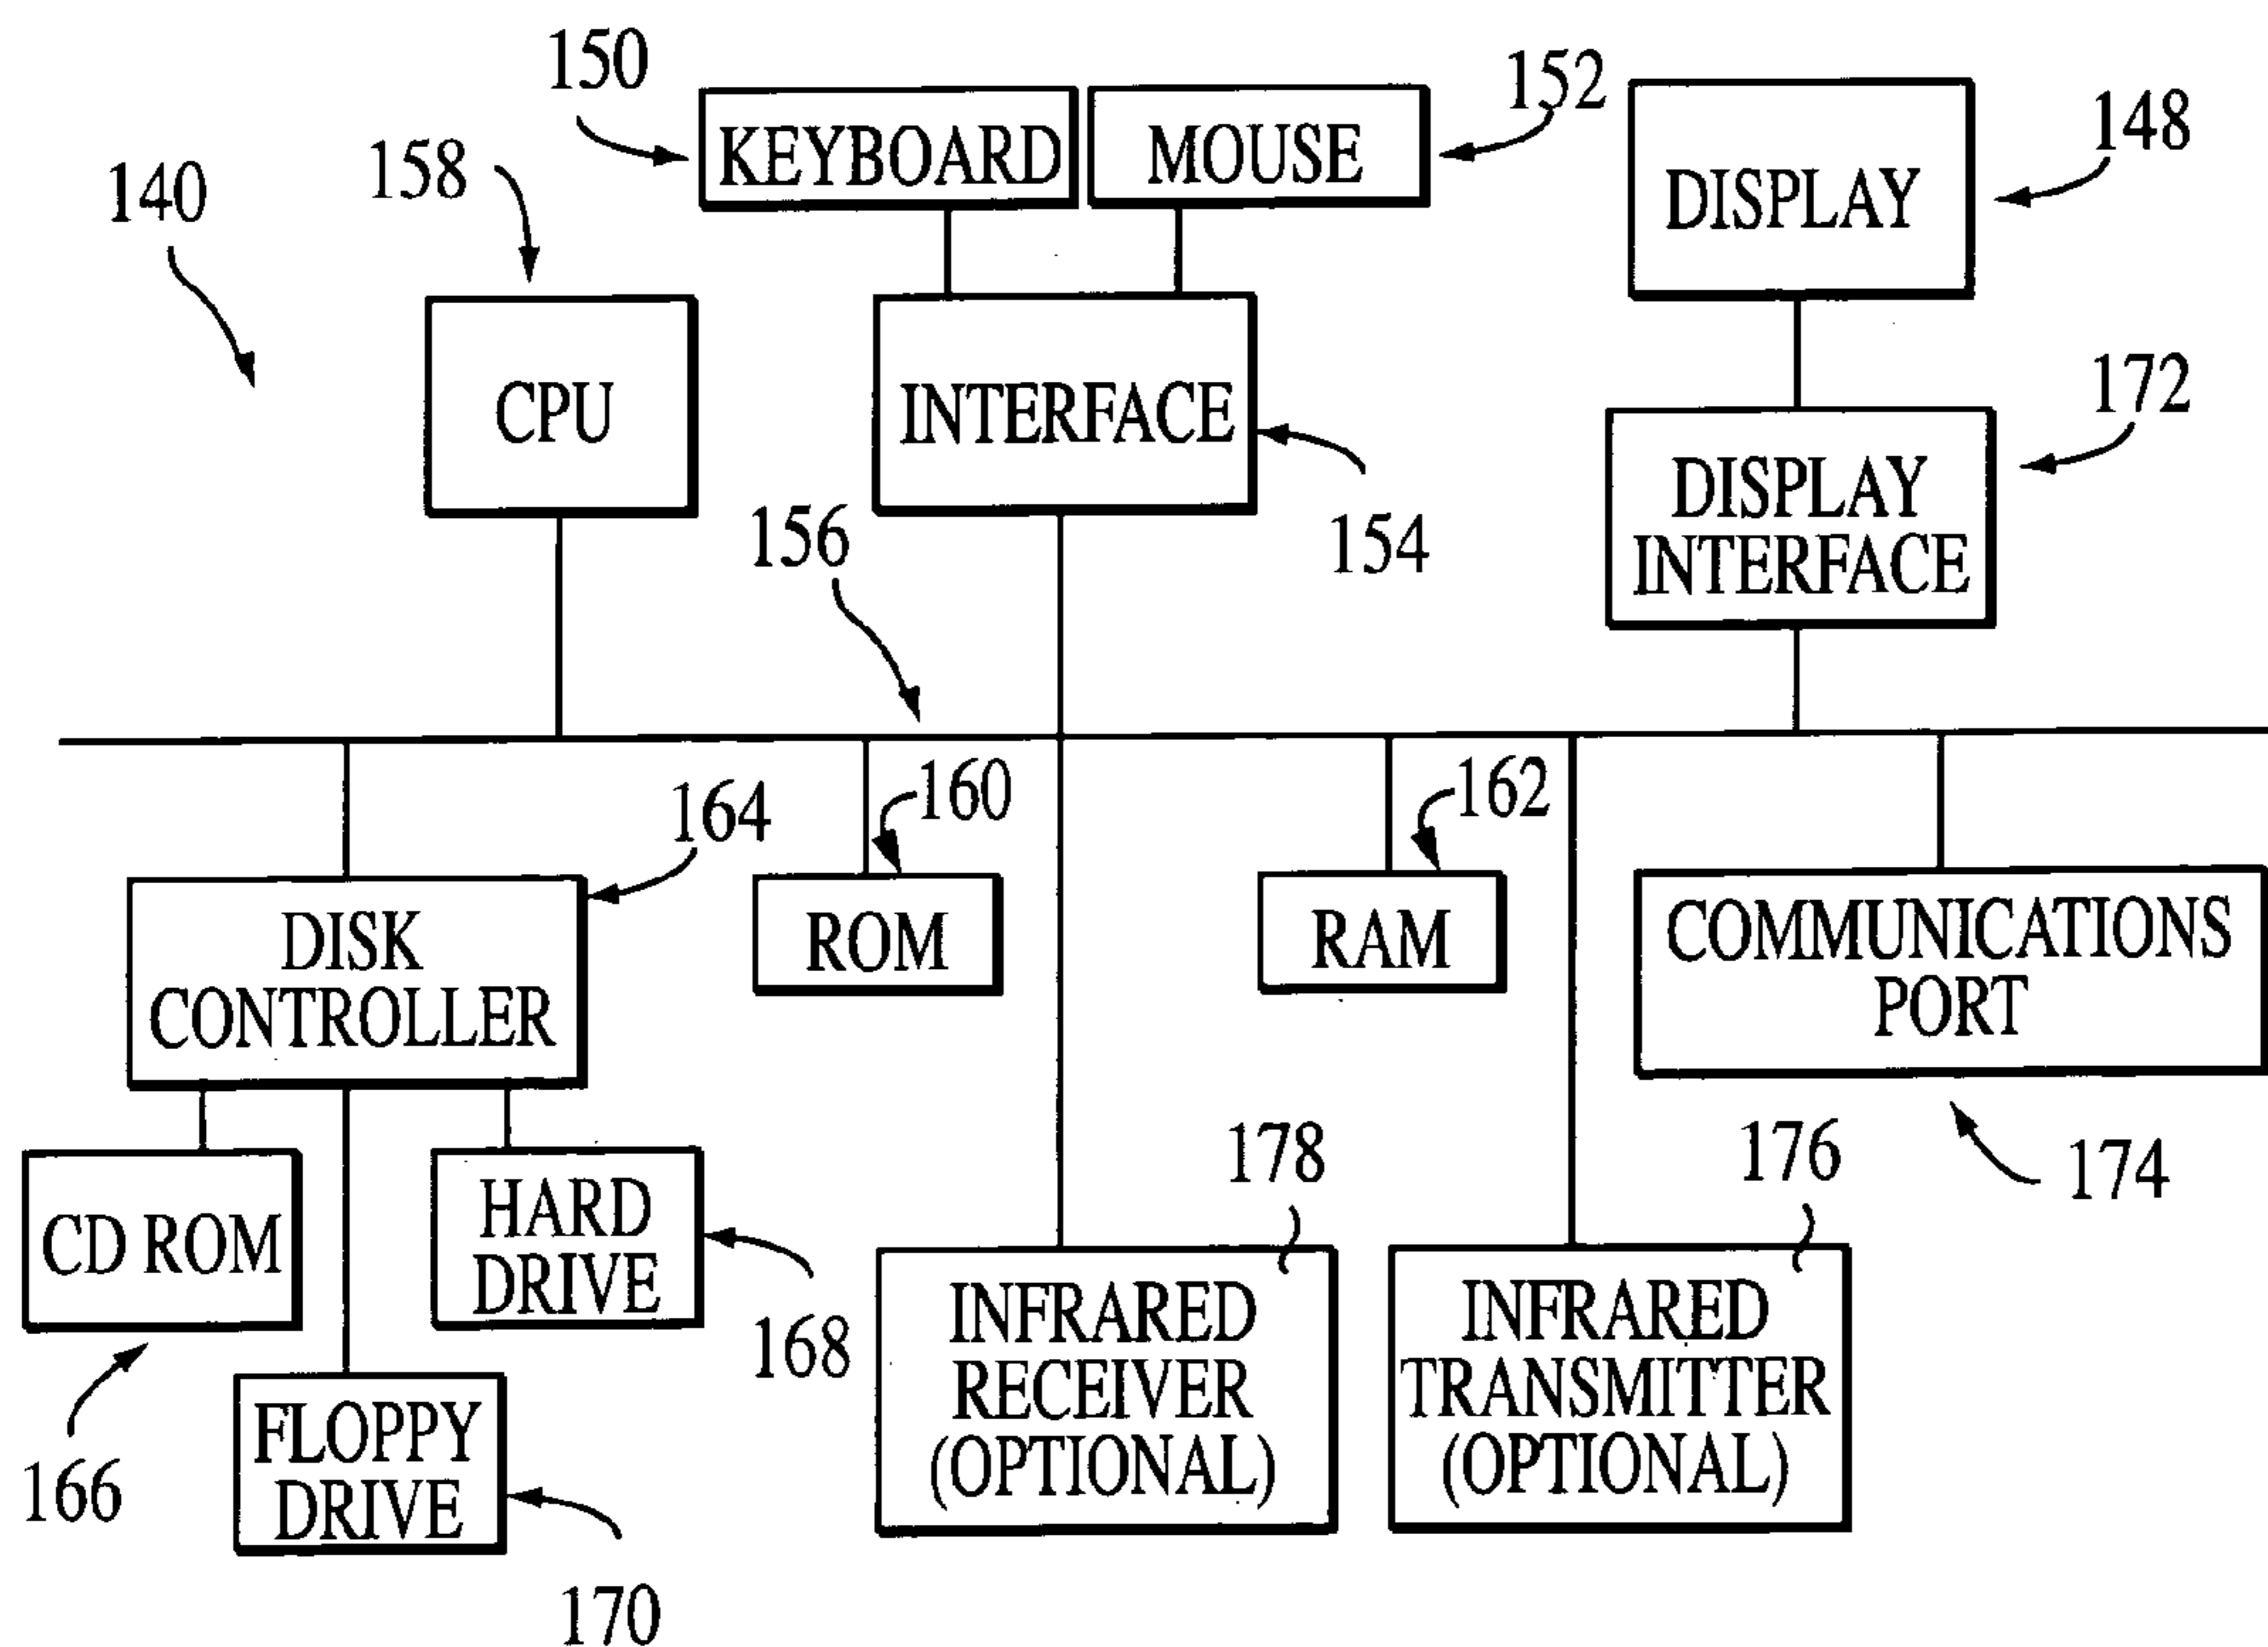 150
KEYBOARD
MOUSE
152
148
158
140
DISPLAY
172
CPU
INTERFACE
DISPLAY
INTERFACE
156
154
160
162
164
DISK
CONTROLLER
ROM
RAM
COMMUNICATIONS
PORT
178
176
174
CD ROM
HARD
DRIVE
168
INFRARED
RECEIVER
(OPTIONAL)
INFRARED
TRANSMITTER
(OPTIONAL)
166
FLOPPY
DRIVE
170